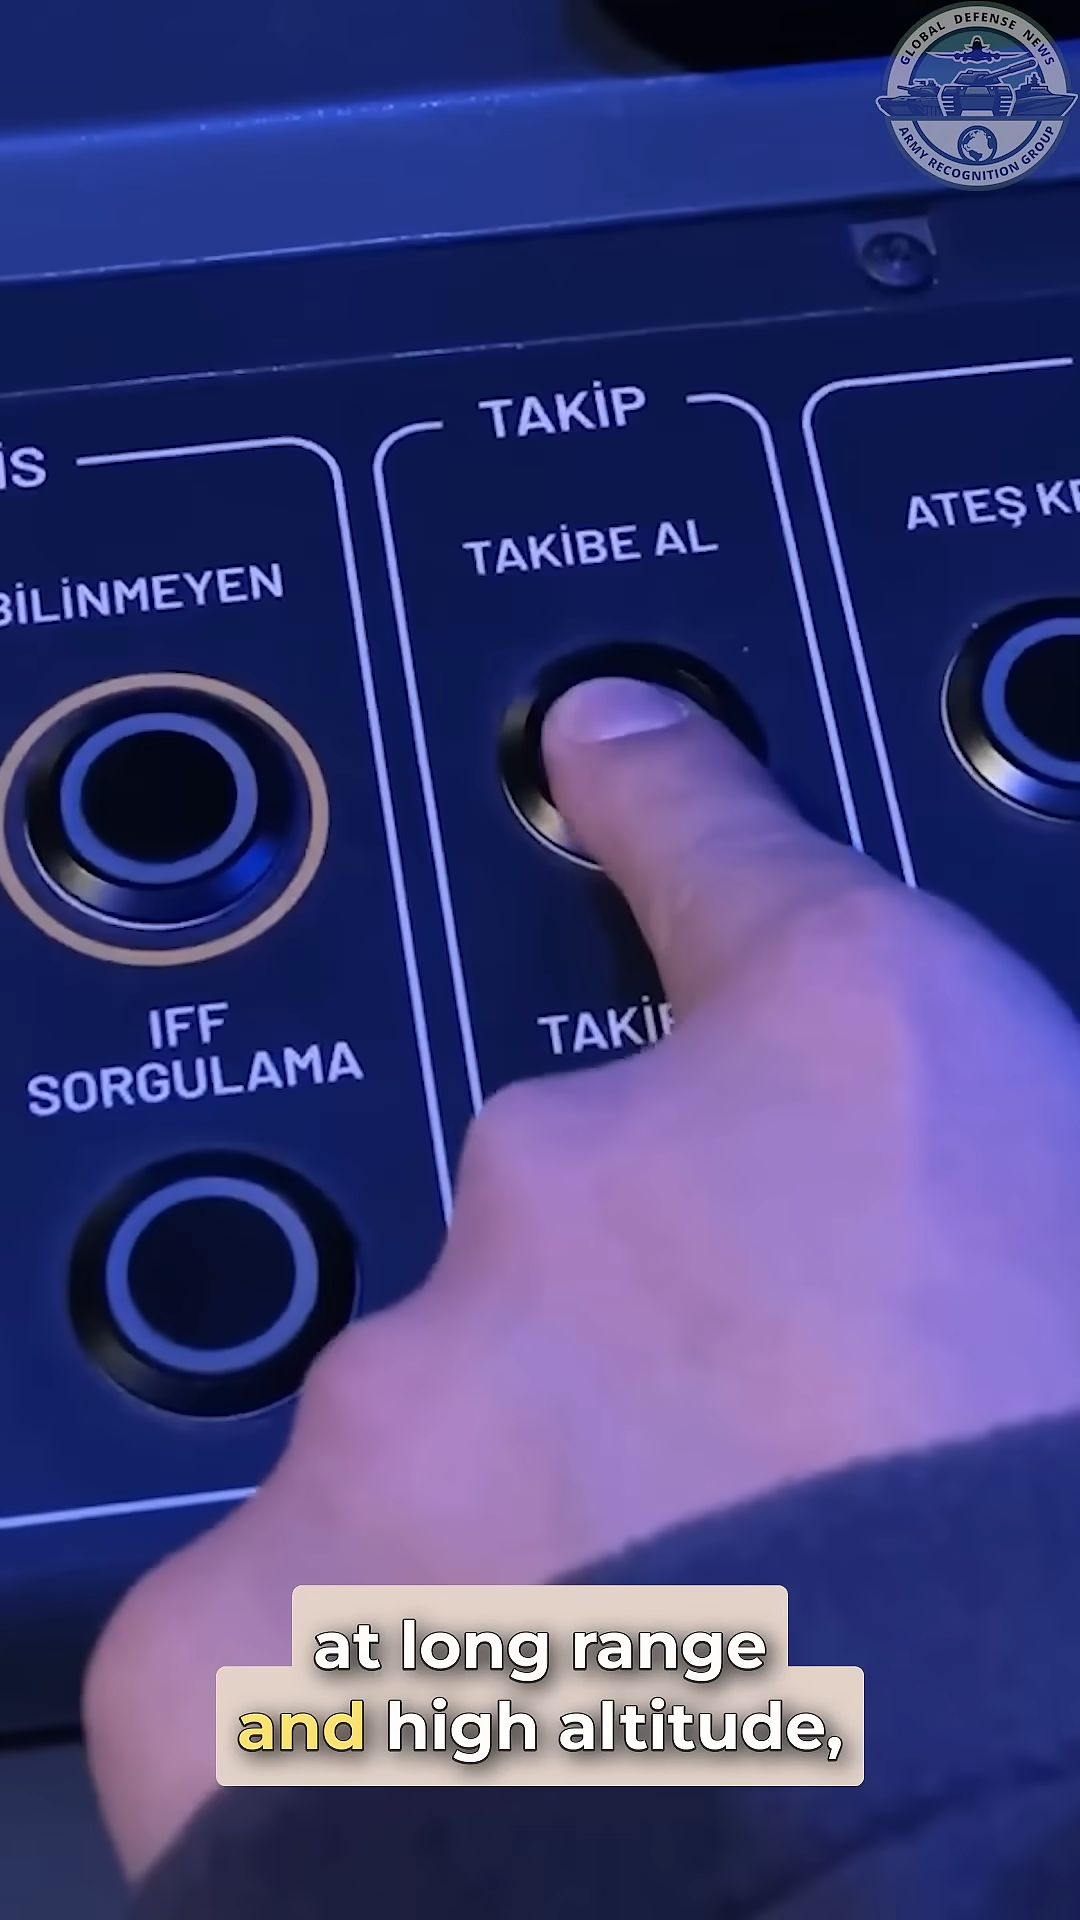 GLOBAL DEFENSE NEWS
ARMY RECOGNITION GROUP
TAKİP
TAKİBE AL
ATEŞ
BİLİNMEYEN
IFF
SORGULAMA
at long range
and high altitude,